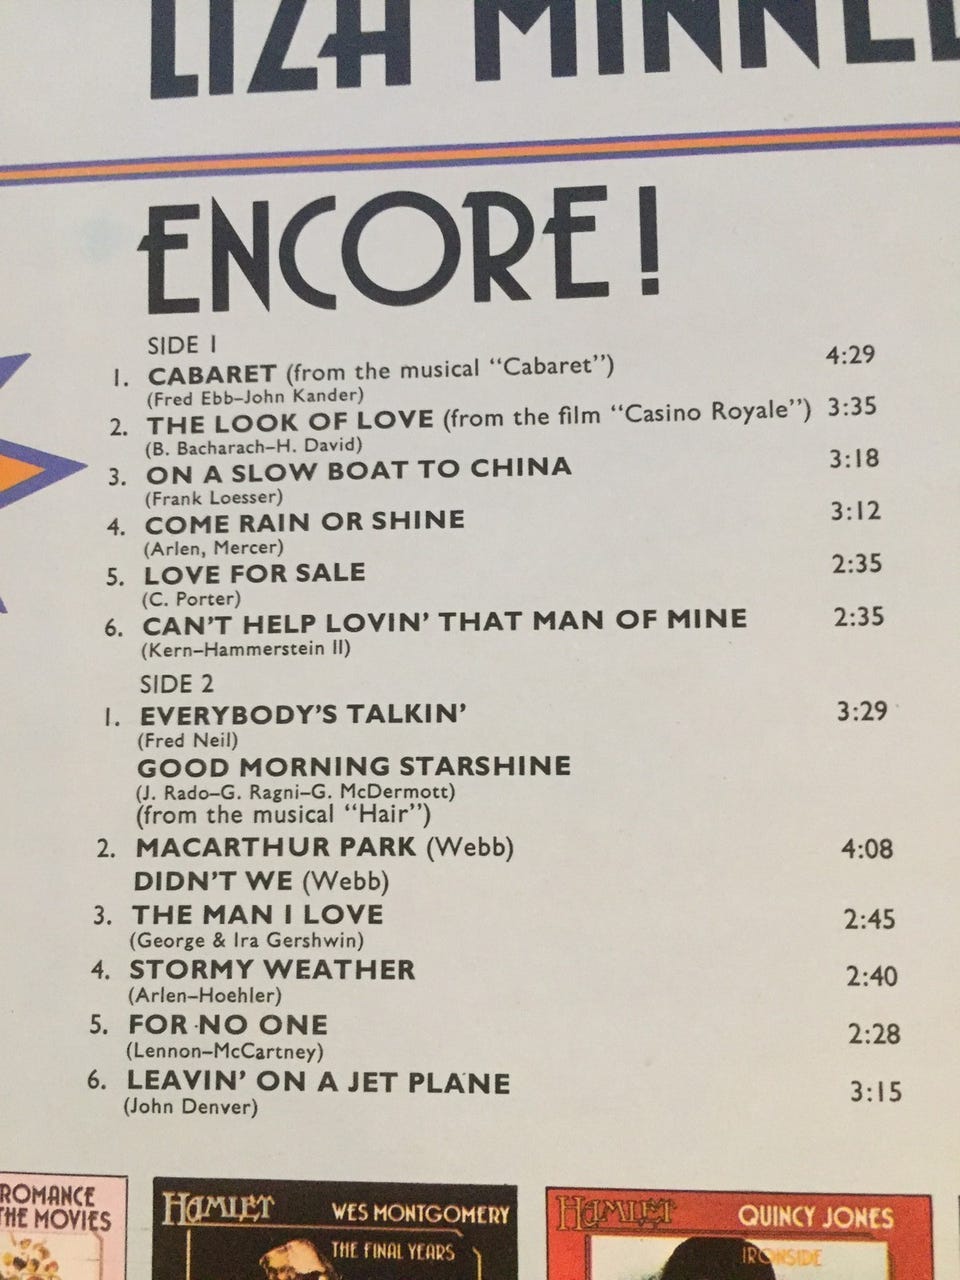 LIZA MINNEL
ENCORE!
SIDE 1
1. CABARET (from the musical “Cabaret”) 4:29
(Fred Ebb–John Kander)
2. THE LOOK OF LOVE (from the film “Casino Royale”) 3:35
(B. Bacharach–H. David)
3. ON A SLOW BOAT TO CHINA 3:18
(Frank Loesser)
4. COME RAIN OR SHINE 3:12
(Arlen, Mercer)
5. LOVE FOR SALE 2:35
(C. Porter)
6. CAN’T HELP LOVIN’ THAT MAN OF MINE 2:35
(Kern–Hammerstein II)
SIDE 2
1. EVERYBODY’S TALKIN’ 3:29
(Fred Neil)
GOOD MORNING STARSHINE
(J. Rado–G. Ragni–G. McDermott)
(from the musical “Hair”)
2. MACARTHUR PARK (Webb) 4:08
DIDN’T WE (Webb)
3. THE MAN I LOVE 2:45
(George & Ira Gershwin)
4. STORMY WEATHER 2:40
(Arlen–Hoehler)
5. FOR NO ONE 2:28
(Lennon–McCartney)
6. LEAVIN’ ON A JET PLANE 3:15
(John Denver)
ROMANCE
THE MOVIES
HAMLET WES MONTGOMERY
THE FINAL YEARS
HAMLET QUINCY JONES
IRONSIDE